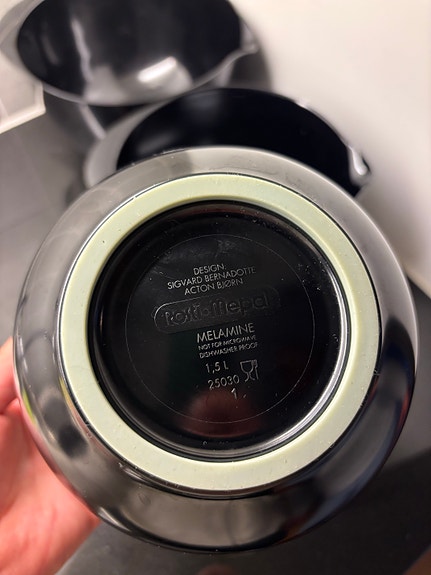 DESIGN:
SIGVARD BERNADOTTE
ACTON BJØRN
rosti mepal
MELAMINE
NOT FOR MICROWAVE
DISHWASHER PROOF
1,5 L
25030
1